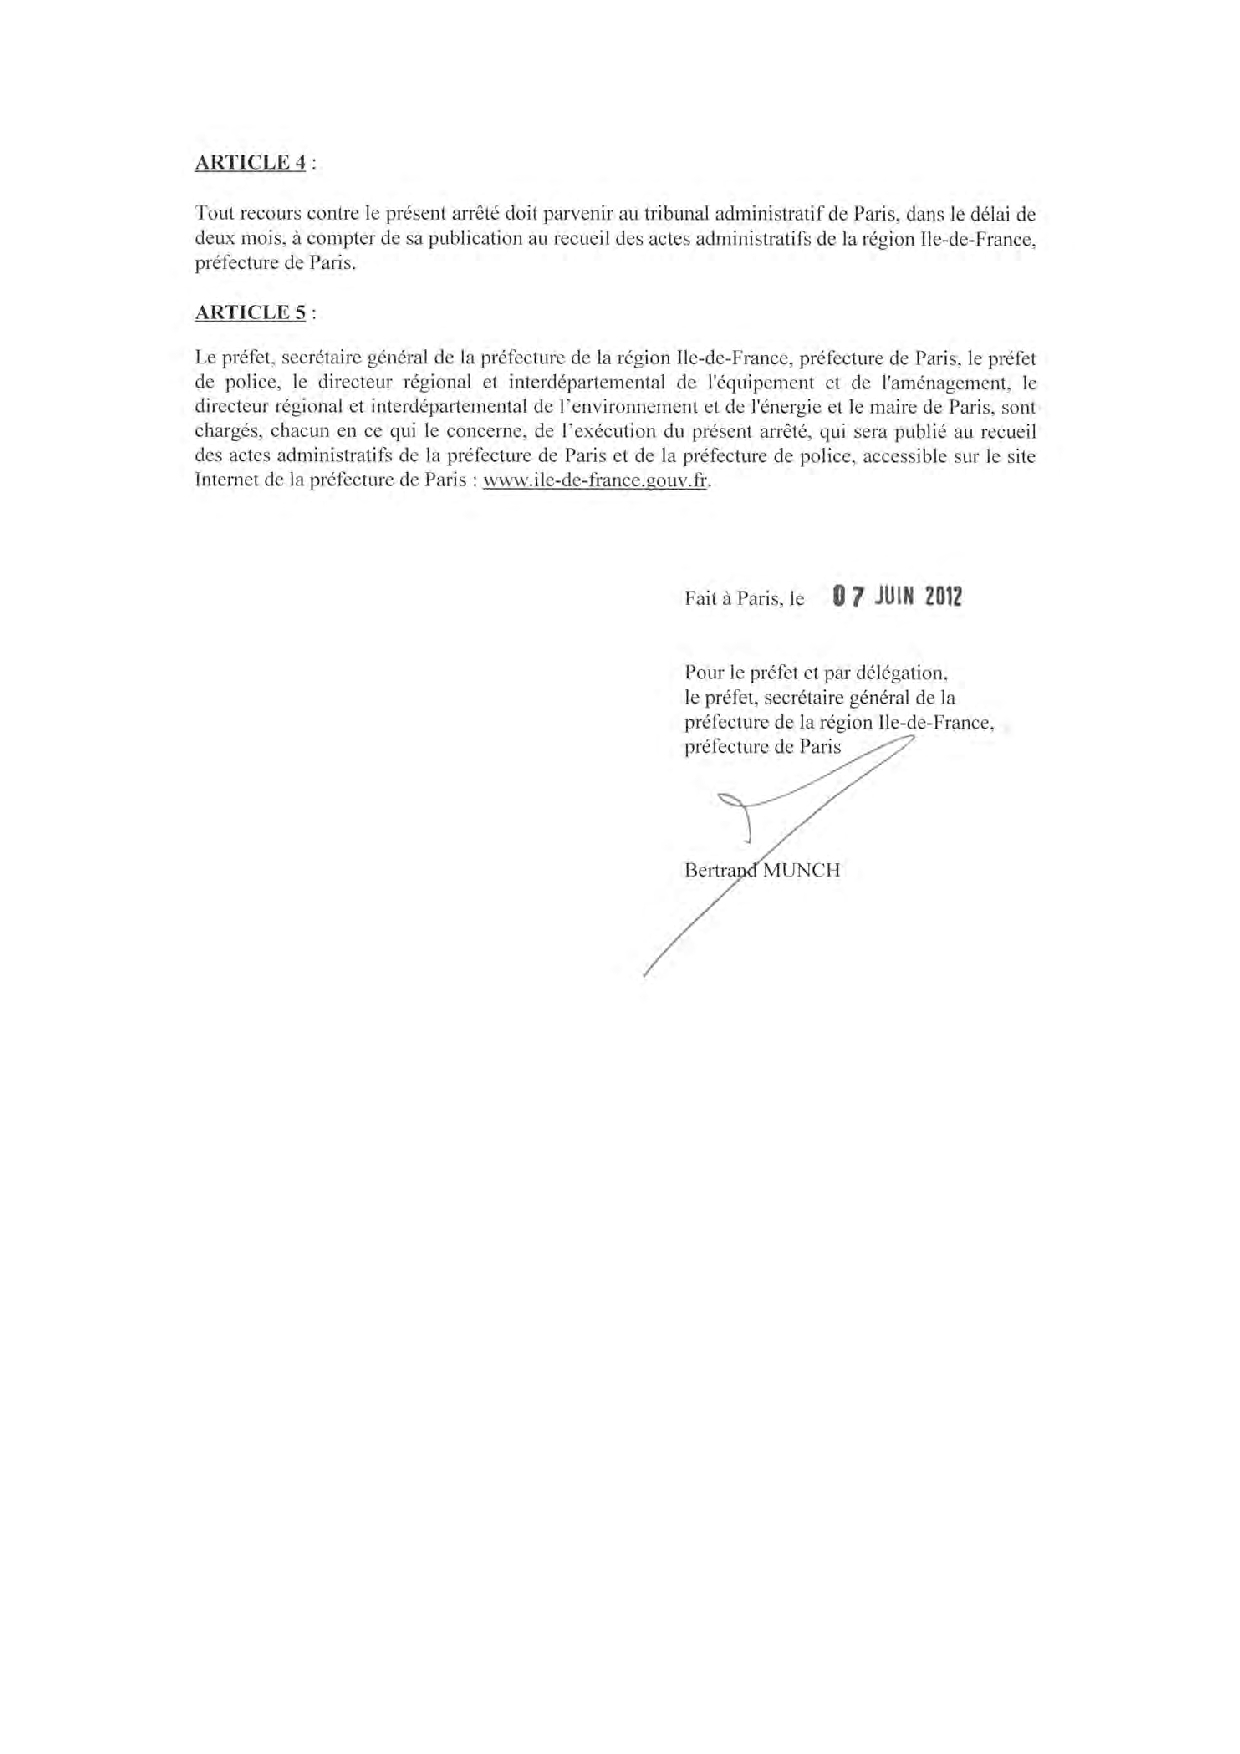 ARTICLE 4 :
Tout recours contre le présent arrêté doit parvenir au tribunal administratif de Paris, dans le délai de
deux mois, à compter de sa publication au recueil des actes administratifs de la région Ile-de-France,
préfecture de Paris.
ARTICLE 5 :
Le préfet, secrétaire général de la préfecture de la région Ile-de-France, préfecture de Paris, le préfet
de police, le directeur régional et interdépartemental de l'équipement et de l'aménagement, le
directeur régional et interdépartemental de l'environnement et de l'énergie et le maire de Paris, sont
chargés, chacun en ce qui le concerne, de l'exécution du présent arrêté, qui sera publié au recueil
des actes administratifs de la préfecture de Paris et de la préfecture de police, accessible sur le site
Internet de la préfecture de Paris : www.ile-de-france.gouv.fr.
Fait à Paris, le 07 JUIN 2012
Pour le préfet et par délégation,
le préfet, secrétaire général de la
préfecture de la région Ile-de-France,
préfecture de Paris
Bertrand MUNCH